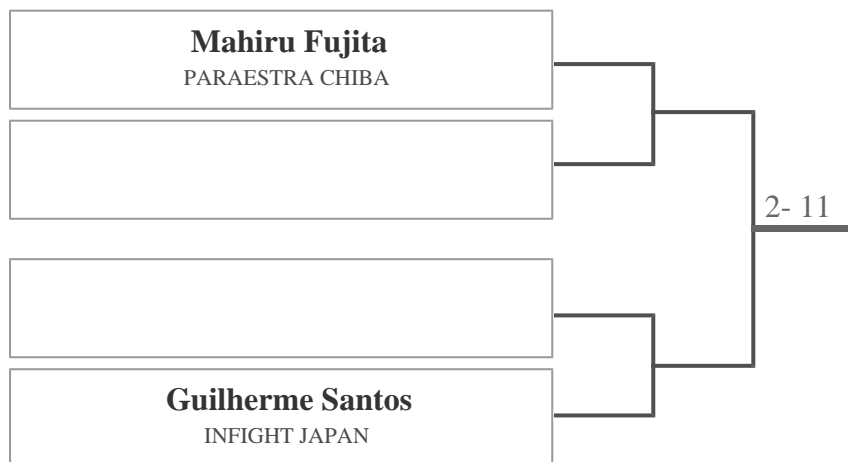 Mahiru Fujita
PARAESTRA CHIBA
2- 11
Guilherme Santos
INFIGHT JAPAN